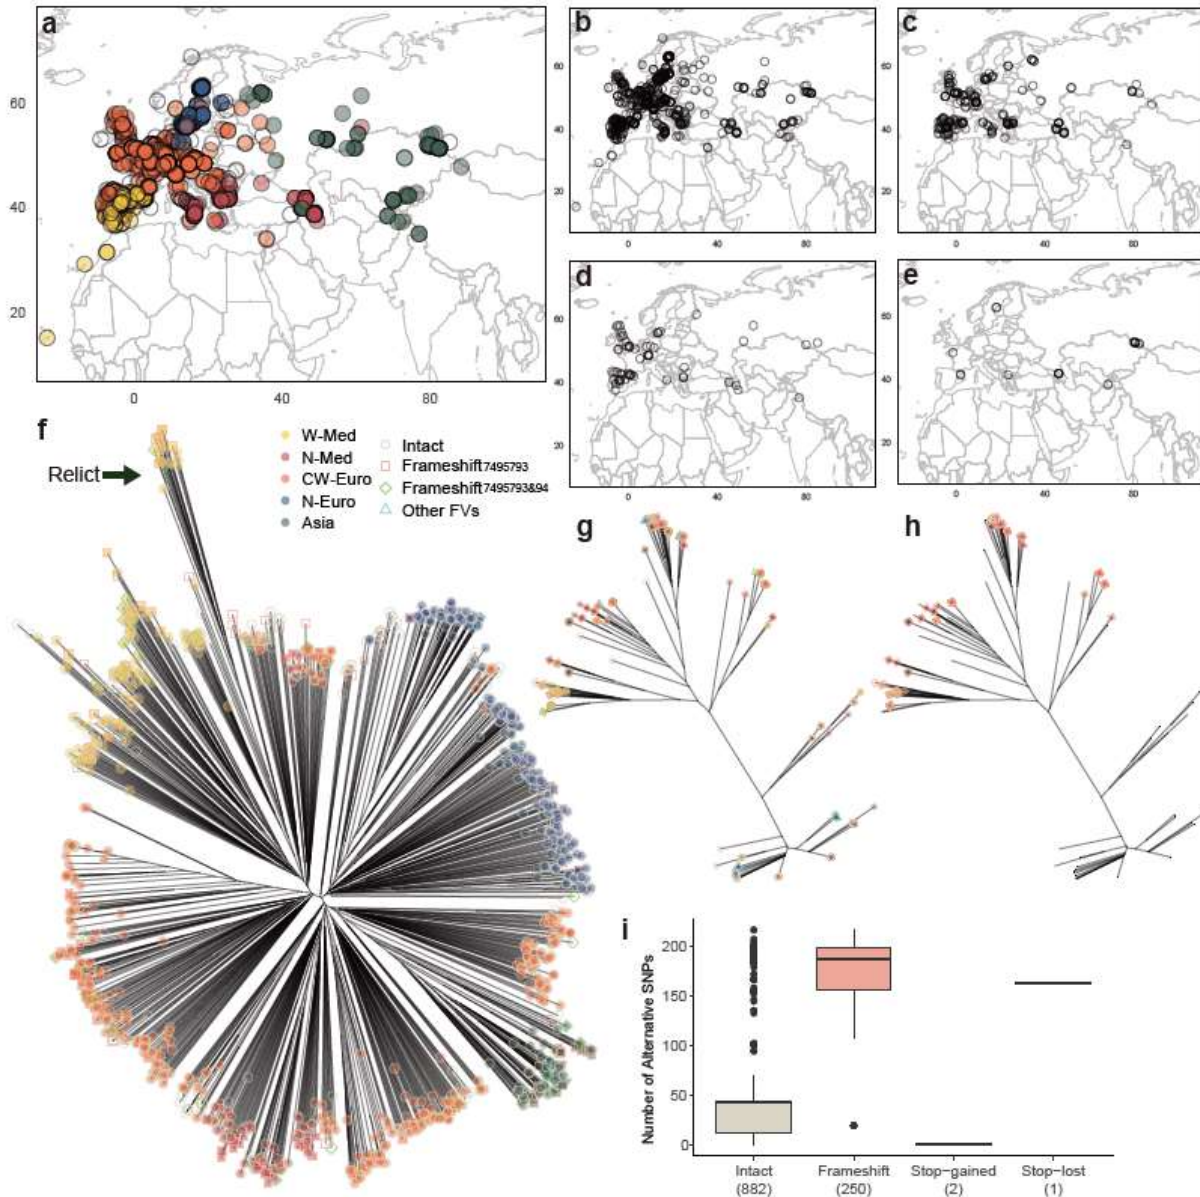 a
60
40
20
0
40
80
b
60
40
20
0
40
80
c
60
40
20
0
40
80
d
60
40
20
0
40
80
e
60
40
20
0
40
80
f
Relict
W-Med
N-Med
CW-Euro
N-Euro
Asia
Intact
Frameshift7495793
Frameshift7495793&94
Other FVs
g
h
i
Number of Alternative SNPs
200
150
100
50
0
Intact
(882)
Frameshift
(250)
Stop−gained
(2)
Stop−lost
(1)